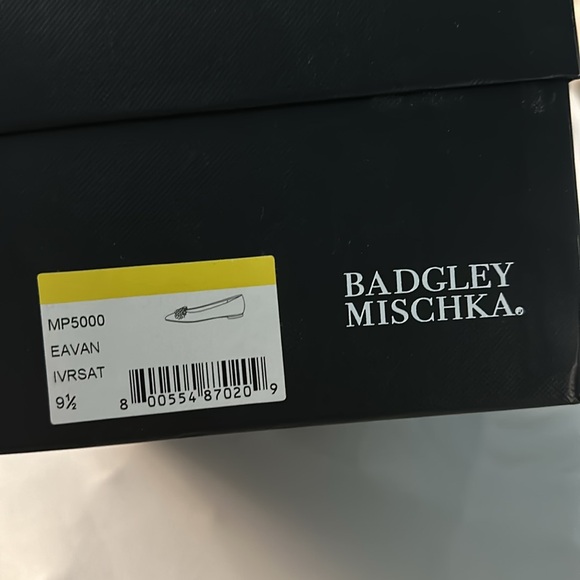 MP5000
EAVAN
IVRSAT
9½
8 00554 87020 9
BADGLEY
MISCHKA